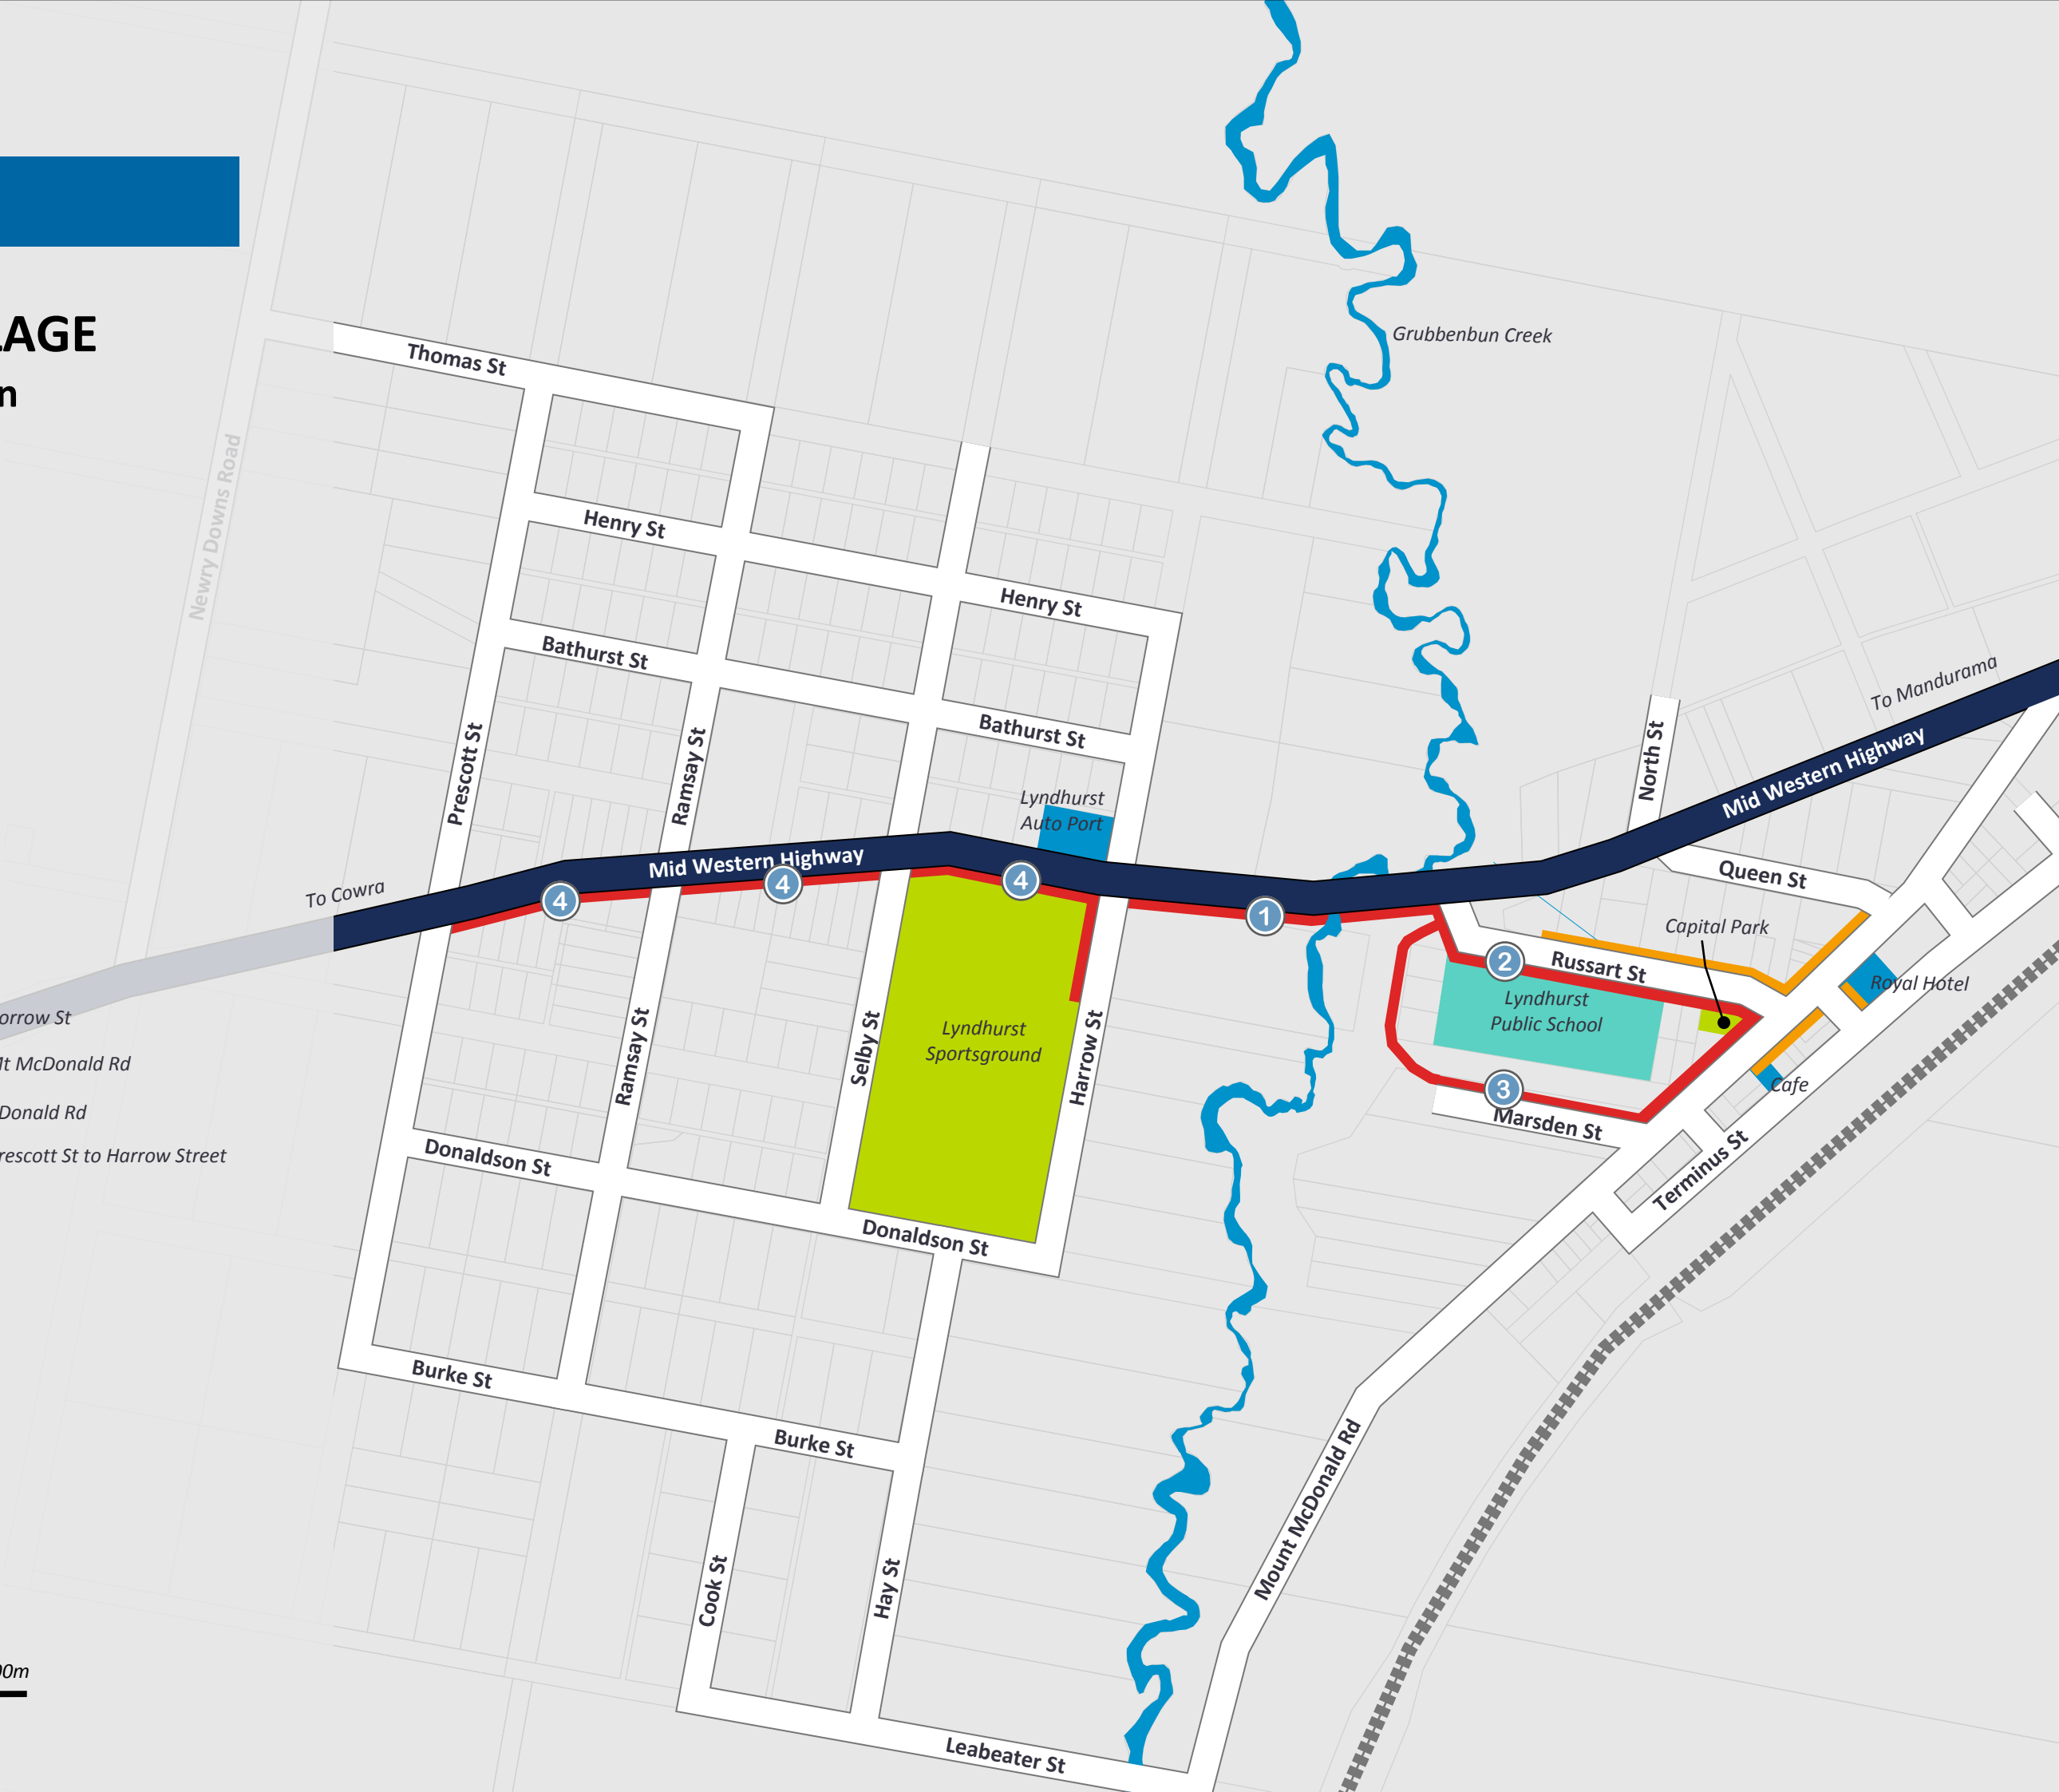 LAGE
n
Thomas St
Grubbenbun Creek
Newry Downs Road
Henry St
Henry St
Bathurst St
Bathurst St
Prescott St
Ramsay St
Lyndhurst
Auto Port
To Mandurama
North St
Mid Western Highway
Mid Western Highway
To Cowra
4
4
4
1
Queen St
Capital Park
2
Russart St
Royal Hotel
Lyndhurst
Public School
Lyndhurst
Sportsground
Selby St
Harrow St
Ramsay St
3
Cafe
Marsden St
Terminus St
orrow St
Mt McDonald Rd
Donald Rd
rescott St to Harrow Street
Donaldson St
Donaldson St
Burke St
Burke St
Mount McDonald Rd
Cook St
Hay St
00m
Leabeater St